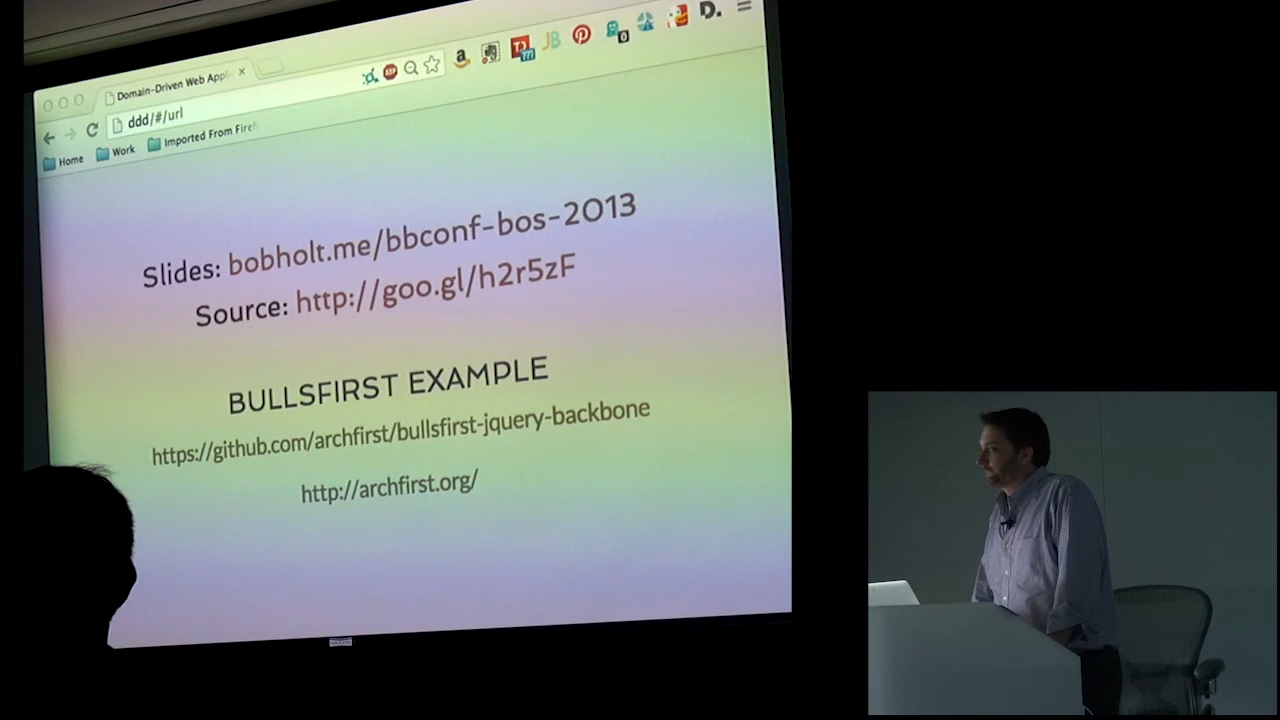 Domain-Driven Web Appl
ddd/#/url
Home Work Imported From Firef
Slides: bobholt.me/bbconf-bos-2013
Source: http://goo.gl/h2r5zF
BULLSFIRST EXAMPLE
https://github.com/archfirst/bullsfirst-jquery-backbone
http://archfirst.org/